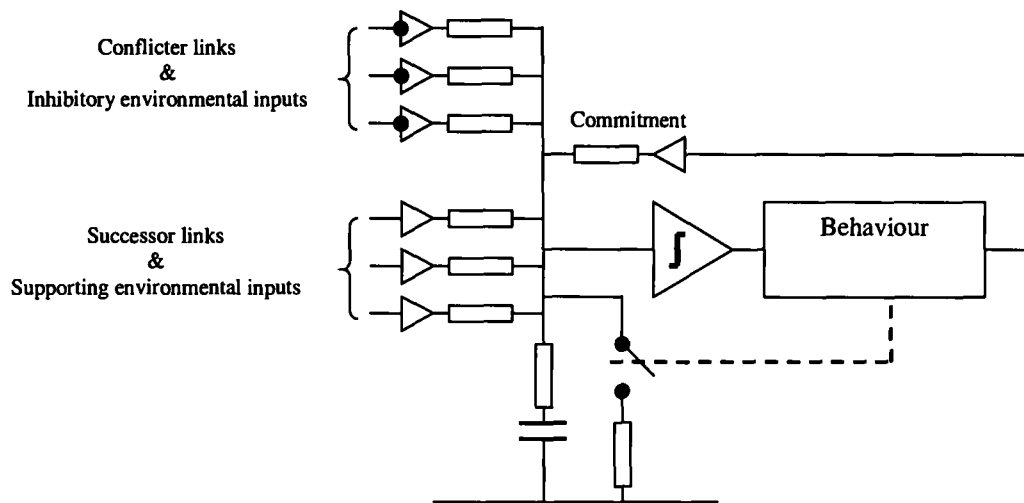 Conflicter links
&
Inhibitory environmental inputs
Commitment
Successor links
&
Supporting environmental inputs
Behaviour